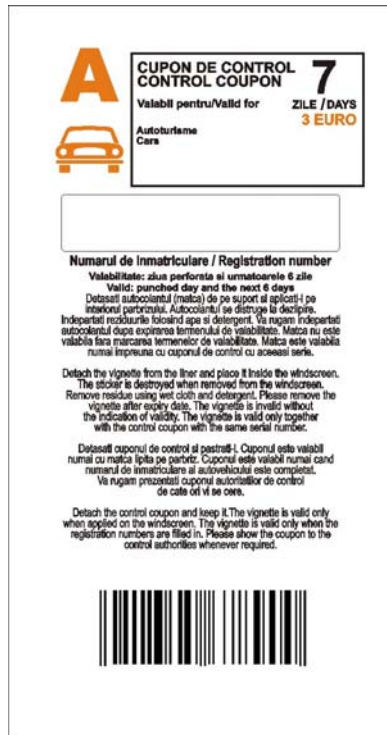 A
CUPON DE CONTROL
CONTROL COUPON
7
Valabil pentru/Valid for
ZILE / DAYS
3 EURO
Autoturisme
Cars
Numarul de inmatriculare / Registration number
Valabilitate: ziua perforata si urmatoarele 6 zile
Valid: punched day and the next 6 days
Detasati autocolantul (matca) de pe suport si aplicati-l pe
interiorul parbrizului. Autocolantul se distruge la dezlipire.
Indepartati reziduurile folosind apa si detergent. Va rugam indepartati
autocolantul dupa expirarea termenului de valabilitate. Matca nu este
valabila fara marcarea termenelor de valabilitate. Matca este valabila
numai impreuna cu cuponul de control cu aceeasi serie.
Detach the vignette from the liner and place it inside the windscreen.
The sticker is destroyed when removed from the windscreen.
Remove residue using wet cloth and detergent. Please remove the
vignette after expiry date. The vignette is invalid without
the indication of validity. The vignette is valid only together
with the control coupon with the same serial number.
Detasati cuponul de control si pastrati-l. Cuponul este valabil
numai cu matca lipita pe parbriz. Cuponul este valabil numai cand
numarul de inmatriculare al autovehicului este completat.
Va rugam prezentati cuponul autoritatilor de control
de cate ori vi se cere.
Detach the control coupon and keep it.The vignette is valid only
when applied on the windscreen. The vignette is valid only when the
registration numbers are filled in. Please show the coupon to the
control authorities whenever required.